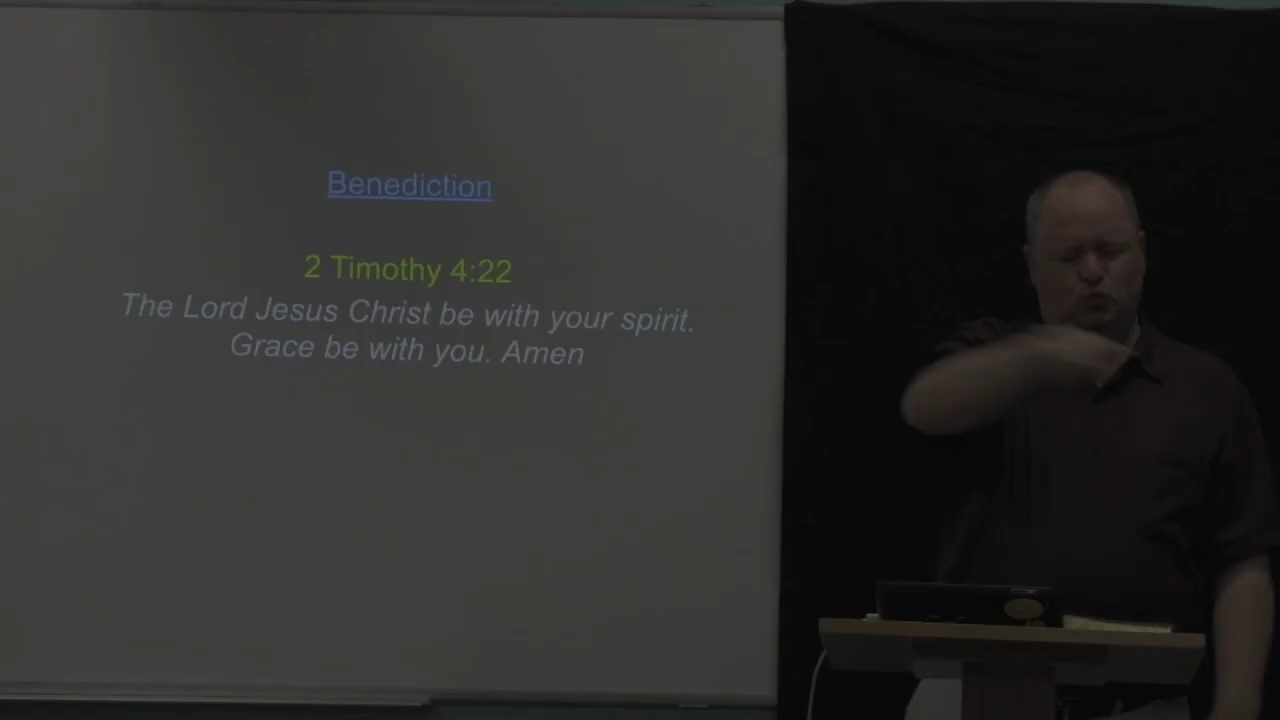 Benediction
2 Timothy 4:22
The Lord Jesus Christ be with your spirit.
Grace be with you. Amen